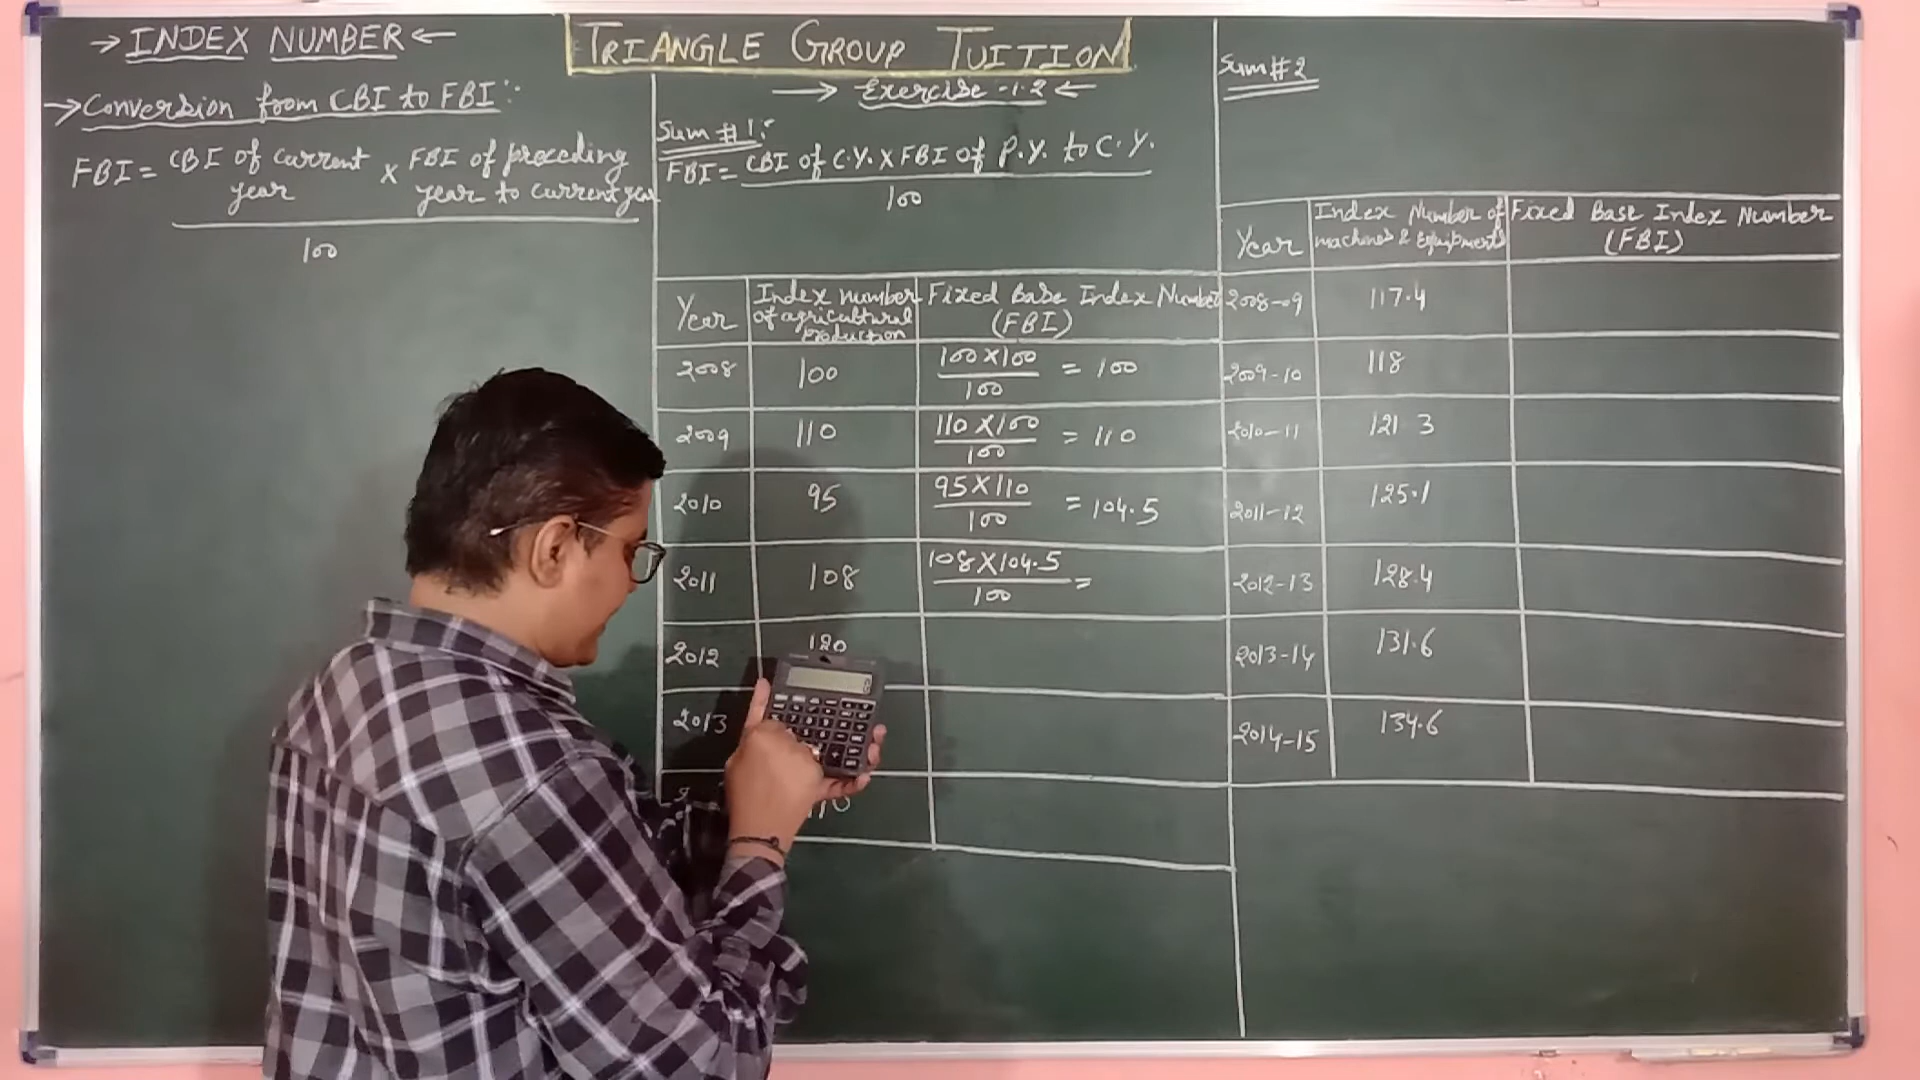 → INDEX NUMBER ←
→ Conversion from CBI to FBI :-
FBI = CBI of current year × FBI of preceding year to current year
100
TRIANGLE GROUP TUITION
→ Exercise - 1.2 ←
Sum # 1:-
FBI = CBI of C.Y. X FBI of P.Y. to C.Y.
100
Year Index number of agricultural production Fixed Base Index Number (FBI)
2008 100 100 X 100 / 100 = 100
2009 110 110 X 100 / 100 = 110
2010 95 95 X 110 / 100 = 104.5
2011 108 108 X 104.5 / 100 =
2012 120
2013
110
Sum # 2
Year Index Number of machines & Equipments Fixed Base Index Number (FBI)
2008-09 117.4
2009-10 118
2010-11 121.3
2011-12 125.1
2012-13 128.4
2013-14 131.6
2014-15 134.6